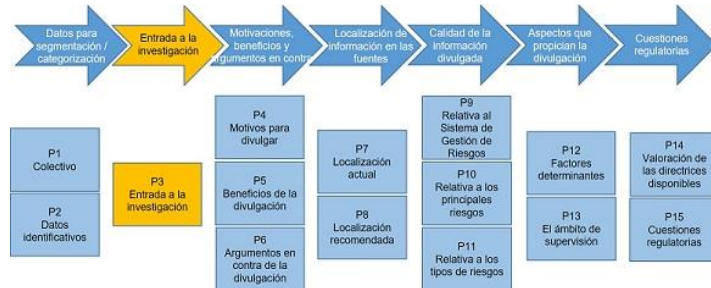 Datos para
segmentación /
categorización
Entrada a la
investigación
Motivaciones,
beneficios y
argumentos en contra
Localización de
información en las
fuentes
Calidad de la
información
divulgada
Aspectos que
propician la
divulgación
Cuestiones
regulatorias
P1
Colectivo
P2
Datos
identificativos
P3
Entrada a la
investigación
P4
Motivos para
divulgar
P5
Beneficios de la
divulgación
P6
Argumentos en
contra de la
divulgación
P7
Localización
actual
P8
Localización
recomendada
P9
Relativa al
Sistema de
Gestión de
Riesgos
P10
Relativa a los
principales
riesgos
P11
Relativa a los
tipos de riesgos
P12
Factores
determinantes
P13
El ámbito de
supervisión
P14
Valoración de
las directrices
disponibles
P15
Cuestiones
regulatorias